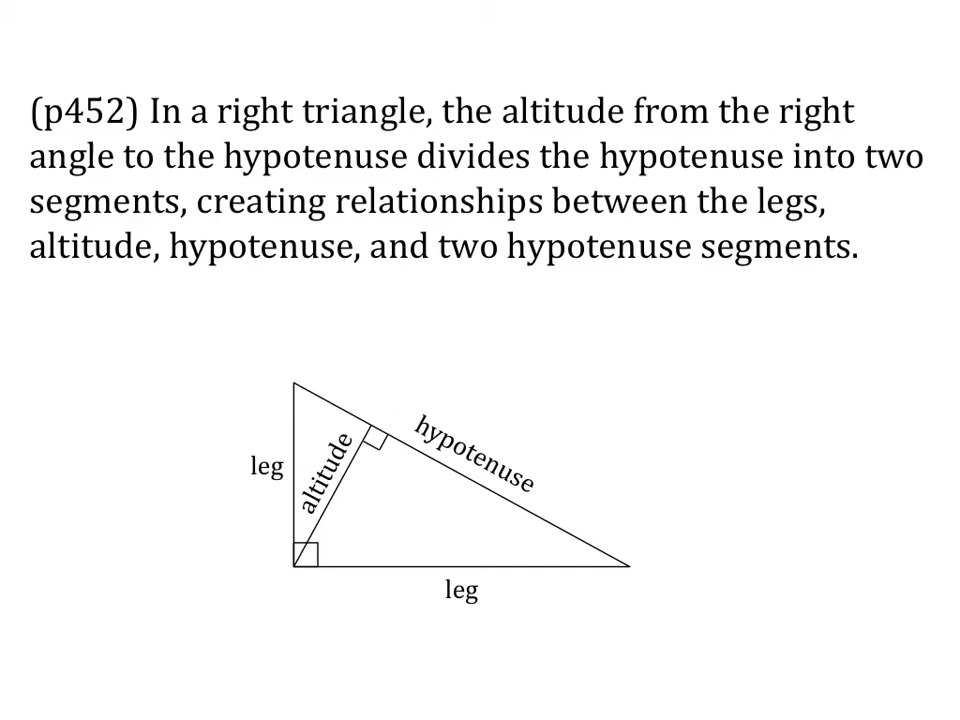 (p452) In a right triangle, the altitude from the right
angle to the hypotenuse divides the hypotenuse into two
segments, creating relationships between the legs,
altitude, hypotenuse, and two hypotenuse segments.
hypotenuse
altitude
leg
leg